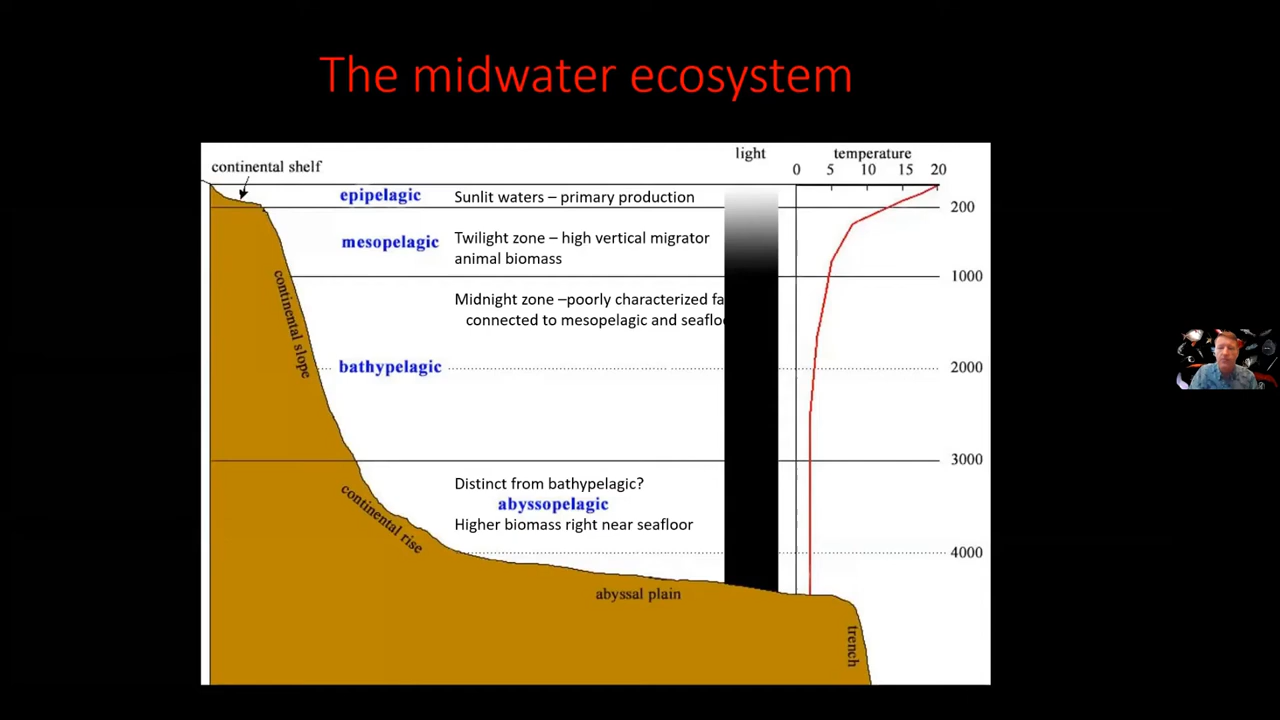 The midwater ecosystem
continental shelf
light
temperature
0 5 10 15 20
epipelagic
Sunlit waters – primary production
200
mesopelagic
Twilight zone – high vertical migrator
animal biomass
1000
continental slope
Midnight zone –poorly characterized
connected to mesopelagic and
bathypelagic
2000
3000
Distinct from bathypelagic?
abyssopelagic
Higher biomass right near seafloor
continental rise
4000
abyssal plain
trench